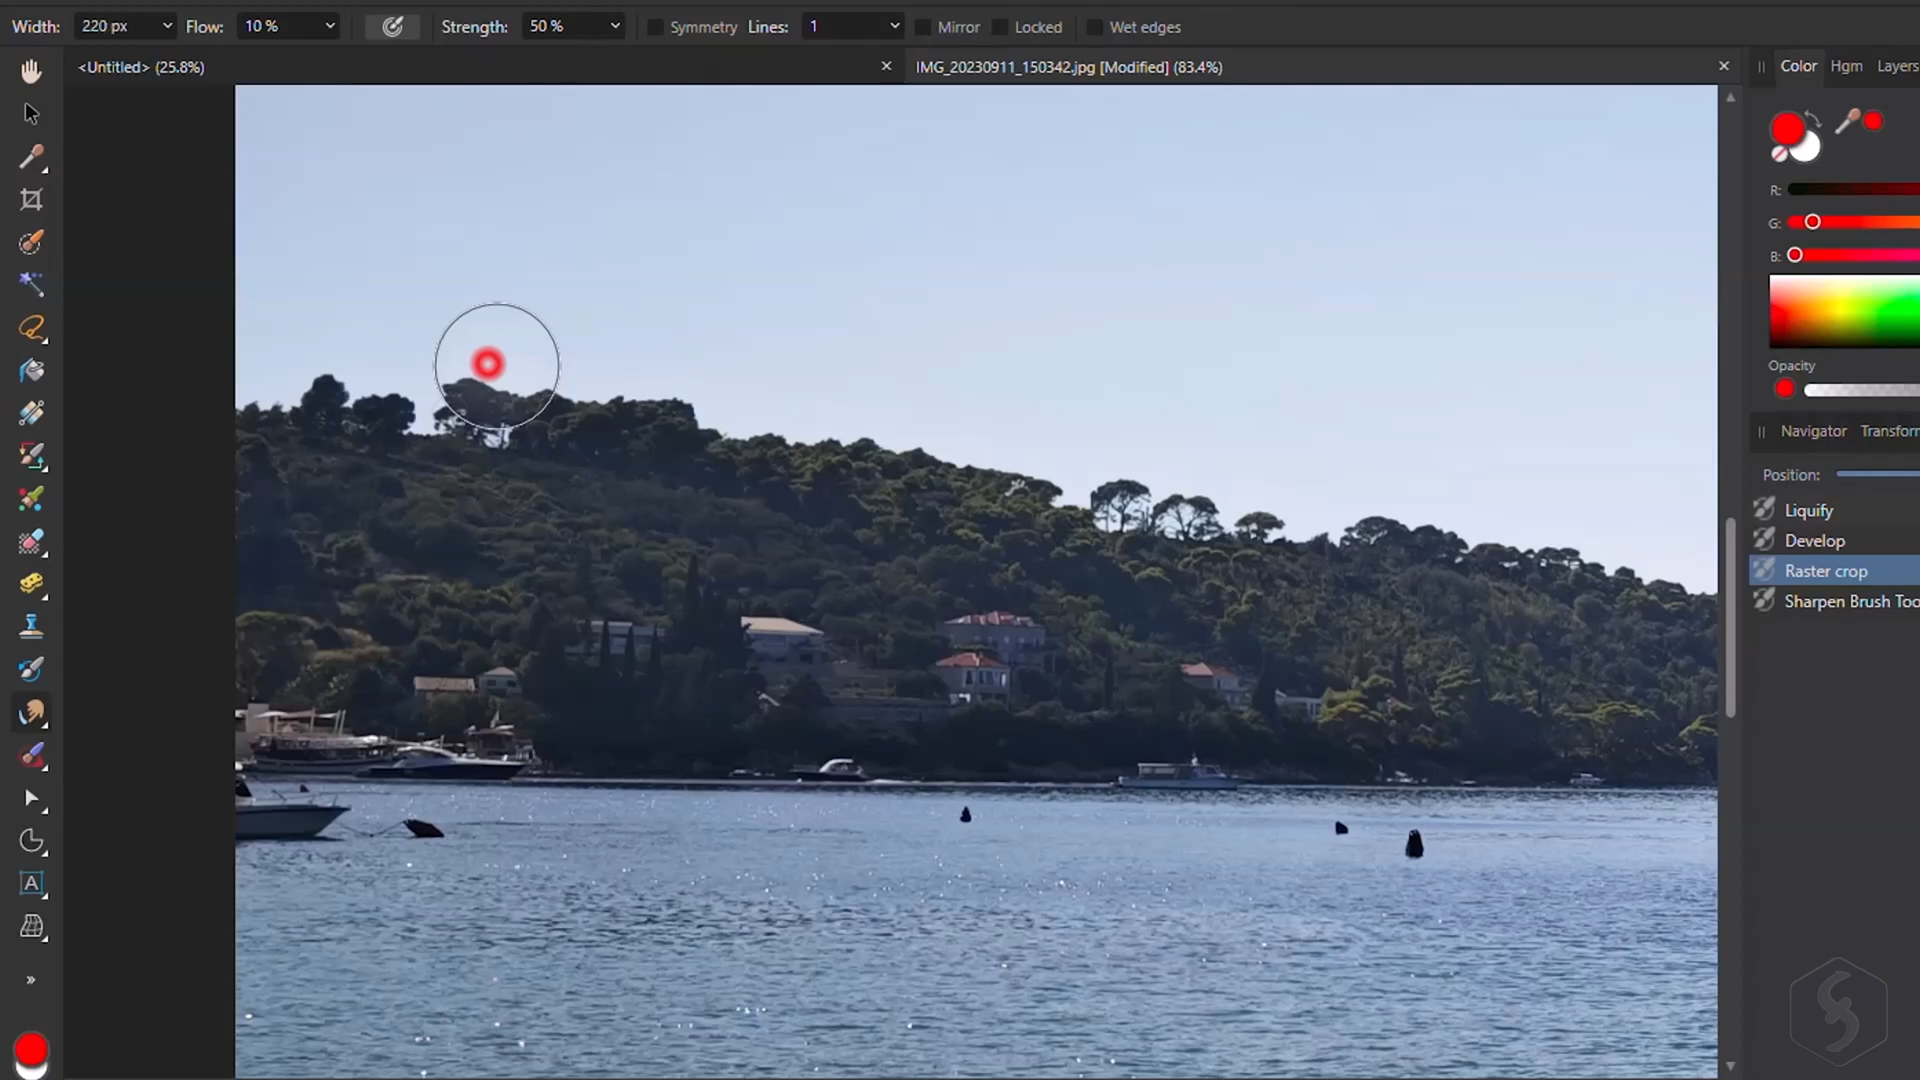 Width: 220 px Flow: 10 % Strength: 50 % Symmetry Lines: 1 Mirror Locked Wet edges
<Untitled> (25.8%) IMG_20230911_150342.jpg [Modified] (83.4%) Color Hgm Layers
R:
G:
B:
Opacity
Navigator Transform
Position:
Liquify
Develop
Raster crop
Sharpen Brush Too
A